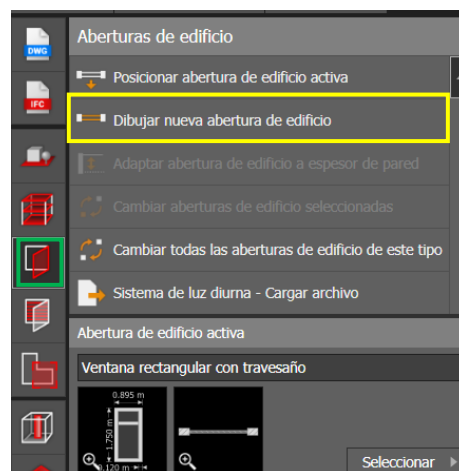 DWG
Aberturas de edificio
Posicionar abertura de edificio activa
IFC
Dibujar nueva abertura de edificio
Adaptar abertura de edificio a espesor de pared
Cambiar aberturas de edificio seleccionadas
Cambiar todas las aberturas de edificio de este tipo
Sistema de luz diurna - Cargar archivo
Abertura de edificio activa
Ventana rectangular con travesaño
0.895 m
1.750 m
0.120 m
Seleccionar